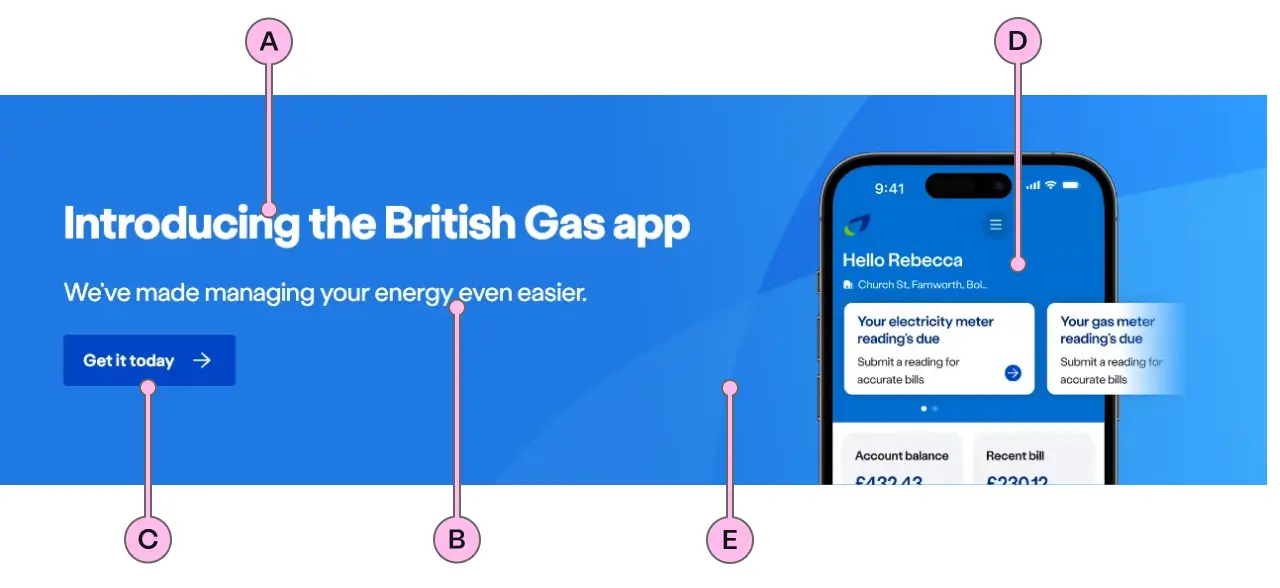 A
D
Introducing the British Gas app
We've made managing your energy even easier.
Get it today
9:41
Hello Rebecca
Church St, Farnworth, Bol...
Your electricity meter
reading's due
Submit a reading for
accurate bills
Your gas meter
reading's due
Submit a reading for
accurate bills
Account balance
£432.43
Recent bill
£230.12
C
B
E